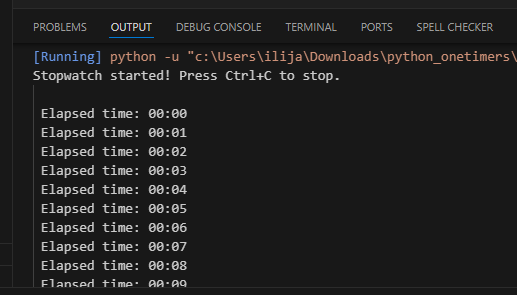 PROBLEMS OUTPUT DEBUG CONSOLE TERMINAL PORTS SPELL CHECKER
[Running] python -u "c:\Users\ilija\Downloads\python_onetimers\
Stopwatch started! Press Ctrl+C to stop.
Elapsed time: 00:00
Elapsed time: 00:01
Elapsed time: 00:02
Elapsed time: 00:03
Elapsed time: 00:04
Elapsed time: 00:05
Elapsed time: 00:06
Elapsed time: 00:07
Elapsed time: 00:08
Elapsed time: 00:09